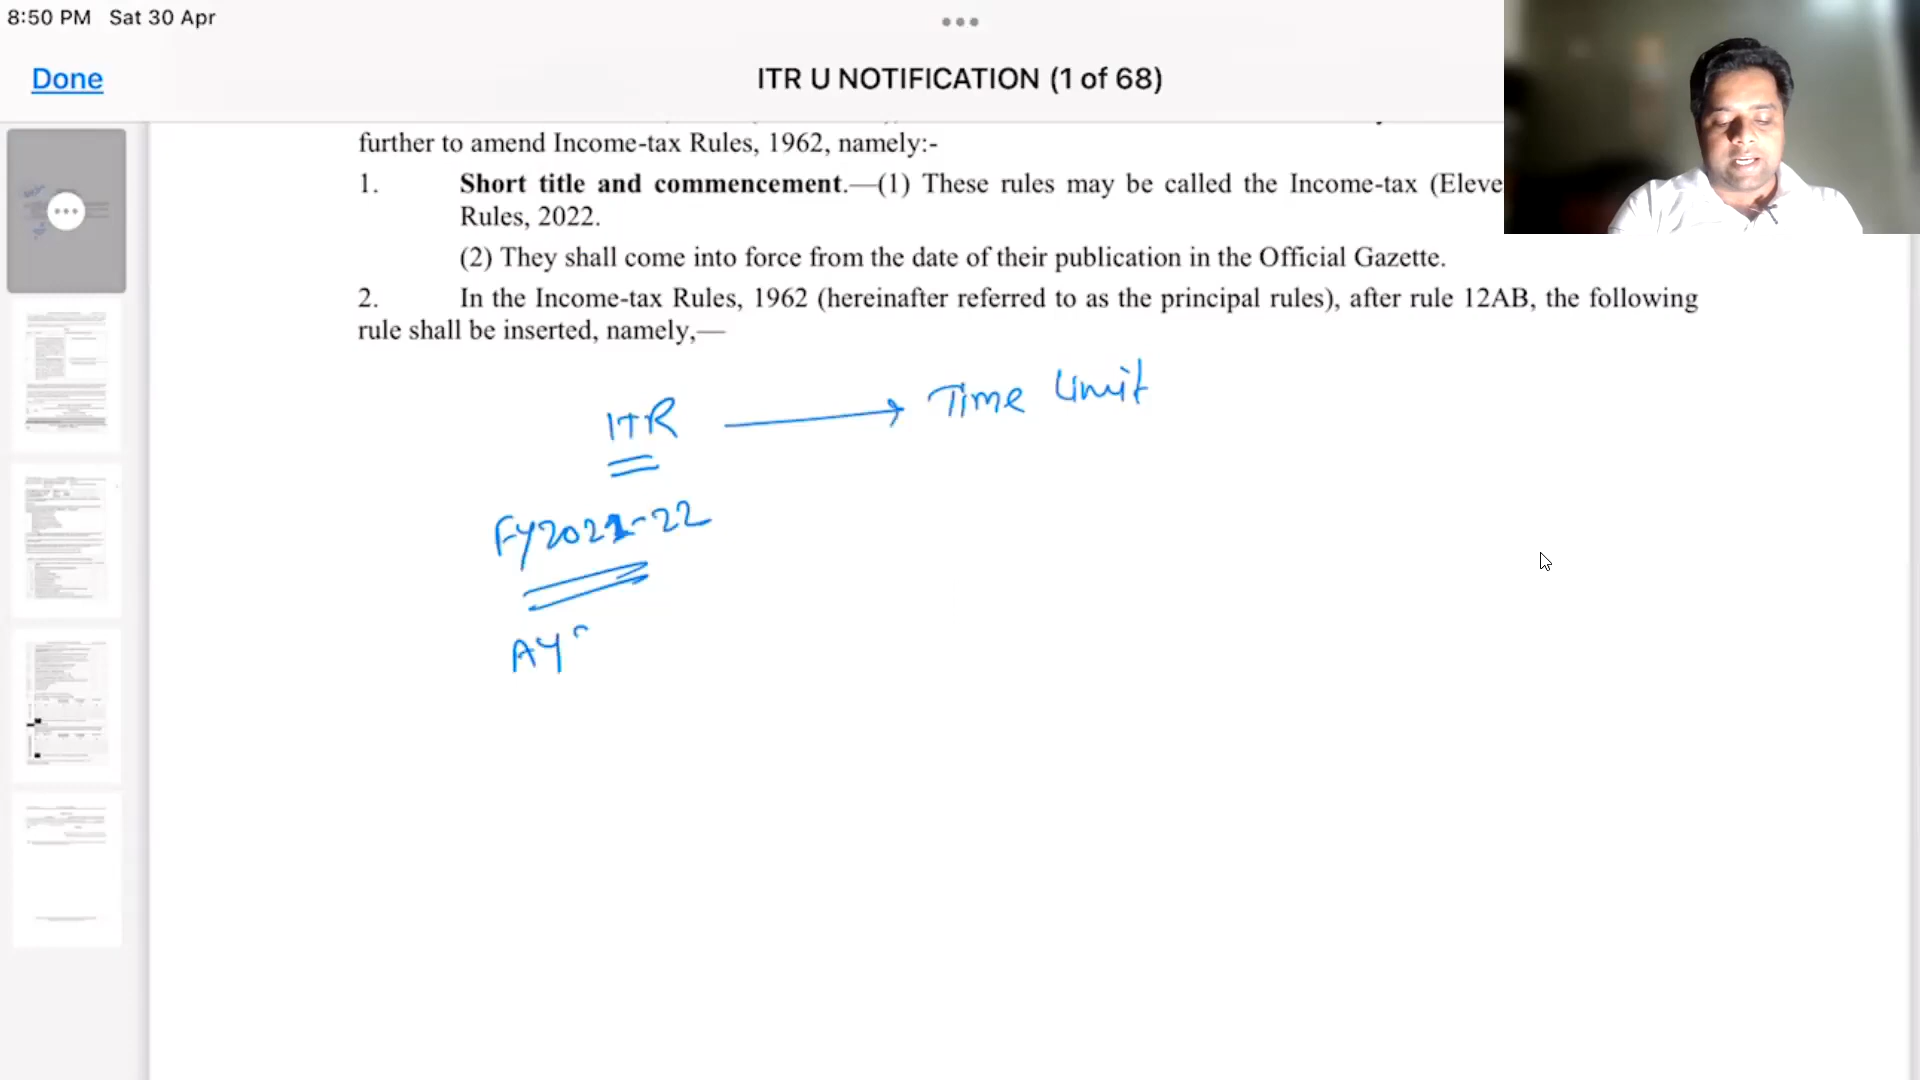 8:50 PM Sat 30 Apr
Done
ITR U NOTIFICATION (1 of 68)
further to amend Income-tax Rules, 1962, namely:-
1. Short title and commencement.—(1) These rules may be called the Income-tax (Eleve
Rules, 2022.
(2) They shall come into force from the date of their publication in the Official Gazette.
2. In the Income-tax Rules, 1962 (hereinafter referred to as the principal rules), after rule 12AB, the following
rule shall be inserted, namely,—
ITR → Time Limit
FY2021-22
AY